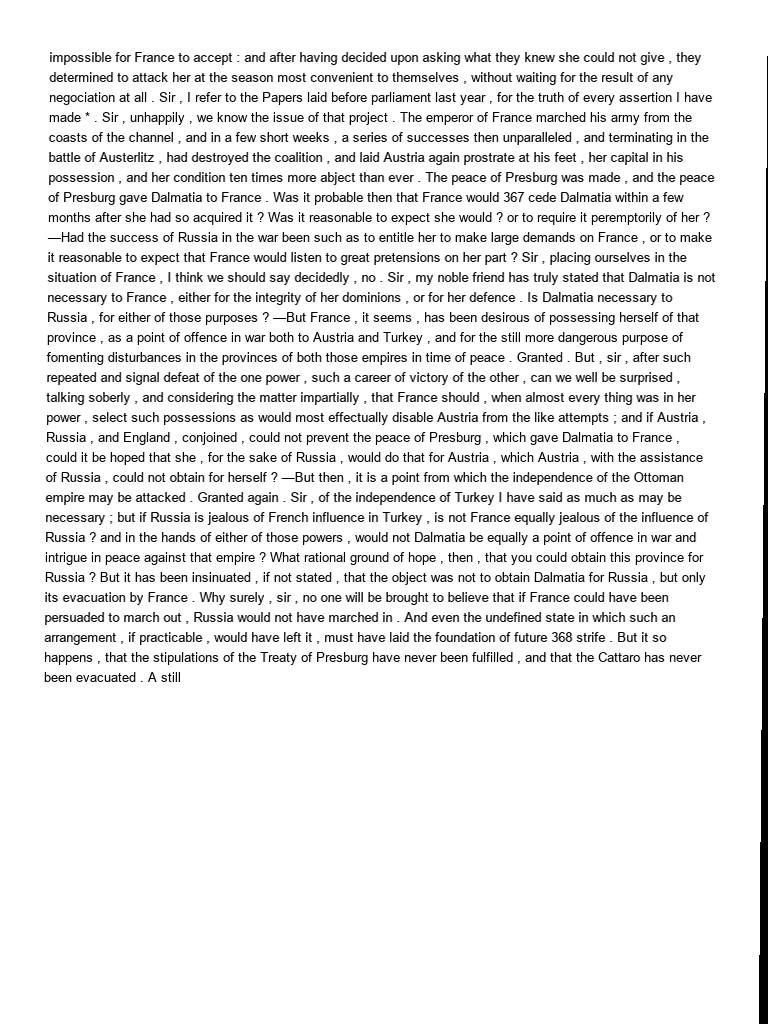 impossible for France to accept : and after having decided upon asking what they knew she could not give , they
determined to attack her at the season most convenient to themselves , without waiting for the result of any
negociation at all . Sir , I refer to the Papers laid before parliament last year , for the truth of every assertion I have
made * . Sir , unhappily , we know the issue of that project . The emperor of France marched his army from the
coasts of the channel , and in a few short weeks , a series of successes then unparalleled , and terminating in the
battle of Austerlitz , had destroyed the coalition , and laid Austria again prostrate at his feet , her capital in his
possession , and her condition ten times more abject than ever . The peace of Presburg was made , and the peace
of Presburg gave Dalmatia to France . Was it probable then that France would 367 cede Dalmatia within a few
months after she had so acquired it ? Was it reasonable to expect she would ? or to require it peremptorily of her ?
—Had the success of Russia in the war been such as to entitle her to make large demands on France , or to make
it reasonable to expect that France would listen to great pretensions on her part ? Sir , placing ourselves in the
situation of France , I think we should say decidedly , no . Sir , my noble friend has truly stated that Dalmatia is not
necessary to France , either for the integrity of her dominions , or for her defence . Is Dalmatia necessary to
Russia , for either of those purposes ? —But France , it seems , has been desirous of possessing herself of that
province , as a point of offence in war both to Austria and Turkey , and for the still more dangerous purpose of
fomenting disturbances in the provinces of both those empires in time of peace . Granted . But , sir , after such
repeated and signal defeat of the one power , such a career of victory of the other , can we well be surprised ,
talking soberly , and considering the matter impartially , that France should , when almost every thing was in her
power , select such possessions as would most effectually disable Austria from the like attempts ; and if Austria ,
Russia , and England , conjoined , could not prevent the peace of Presburg , which gave Dalmatia to France ,
could it be hoped that she , for the sake of Russia , would do that for Austria , which Austria , with the assistance
of Russia , could not obtain for herself ? —But then , it is a point from which the independence of the Ottoman
empire may be attacked . Granted again . Sir , of the independence of Turkey I have said as much as may be
necessary ; but if Russia is jealous of French influence in Turkey , is not France equally jealous of the influence of
Russia ? and in the hands of either of those powers , would not Dalmatia be equally a point of offence in war and
intrigue in peace against that empire ? What rational ground of hope , then , that you could obtain this province for
Russia ? But it has been insinuated , if not stated , that the object was not to obtain Dalmatia for Russia , but only
its evacuation by France . Why surely , sir , no one will be brought to believe that if France could have been
persuaded to march out , Russia would not have marched in . And even the undefined state in which such an
arrangement , if practicable , would have left it , must have laid the foundation of future 368 strife . But it so
happens , that the stipulations of the Treaty of Presburg have never been fulfilled , and that the Cattaro has never
been evacuated . A still